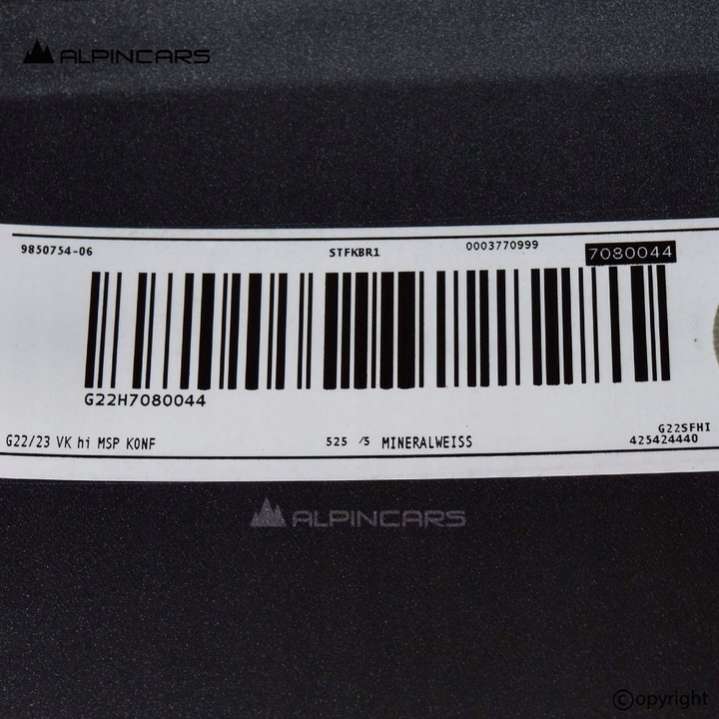 ALPINCARS
9850754-06 STFKBR1 0003770999 7080044
G22H7080044
G22SFHI
G22/23 VK hi MSP KONF 525 /5 MINERALWEISS 425424440
ALPINCARS
©opyright